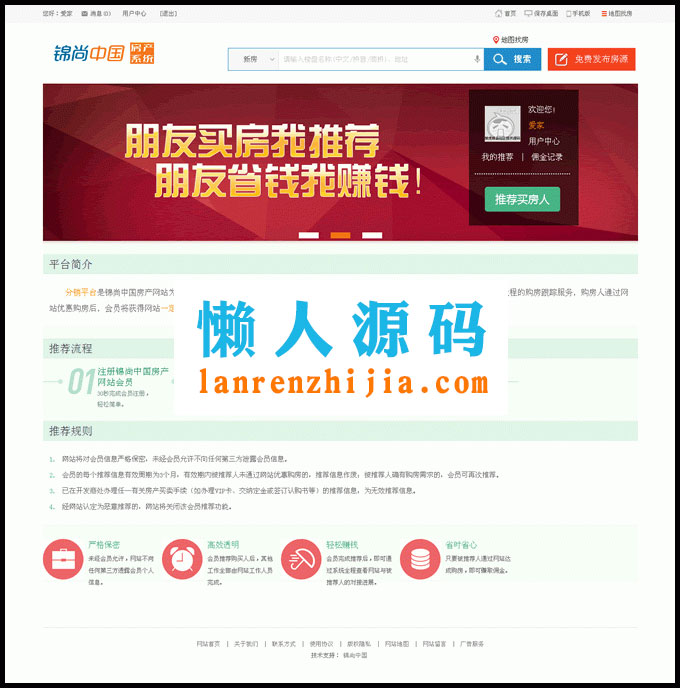 您好：爱家 消息(0) 用户中心 [退出]
首页 保存桌面 手机版 地图找房
地图找房
锦尚中国 房产系统
新房 请输入楼盘名称(中文/拼音/简拼)、地址 搜索 免费发布房源
朋友买房我推荐
朋友省钱我赚钱！
欢迎您!
爱家
用户中心
我的推荐 | 佣金记录
推荐买房人
平台简介
分销平台是锦尚中国房产网站为
程的购房跟踪服务，购房人通过网
站优惠购房后，会员将获得网站一定
懒人源码
lanrenzhijia.com
推荐流程
01 注册锦尚中国房产
网站会员
30秒完成会员注册，
轻松简单。
推荐规则
1. 网站将对会员信息严格保密，未经会员允许不向任何第三方泄露会员信息。
2. 会员的每个推荐信息有效周期为3个月，有效期内被推荐人未通过网站优惠购房的，推荐信息作废；被推荐人确有购房需求的，会员可再次推荐。
3. 已在开发商处办理任一有关房产买卖手续（如办理VIP卡、交纳定金或签订认购书等）的推荐信息，为无效推荐信息。
4. 经网站认定为恶意推荐的，网站将关闭该会员推荐功能。
严格保密
未经会员允许，网站不向
任何第三方泄露会员个人
信息。
高效透明
会员推荐购买人后，其他
工作全部由网站工作人员
完成。
轻松赚钱
会员完成推荐后，即可通
过系统全程查看网站与被
推荐人的对接进展。
省时省心
只要被推荐人通过网站达
成购房，即可赚取佣金。
网站首页 | 关于我们 | 联系方式 | 使用协议 | 版权隐私 | 网站地图 | 网站留言 | 广告服务
技术支持：锦尚中国